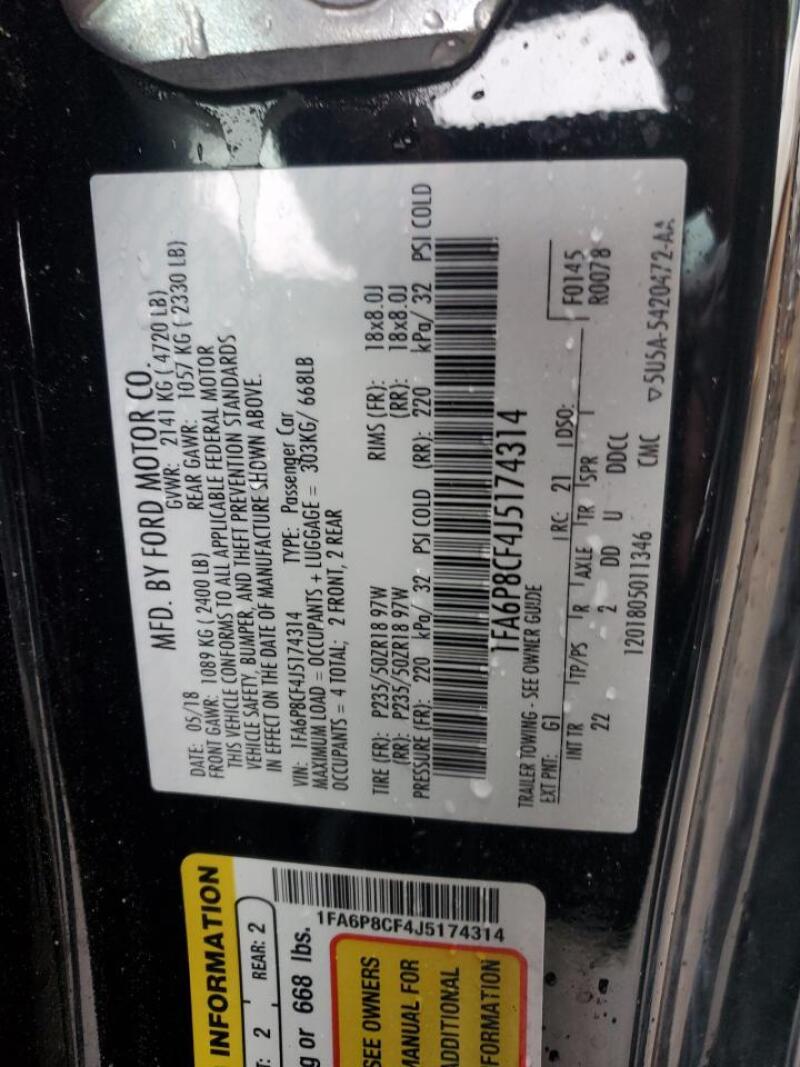 MFD. BY FORD MOTOR CO.
DATE: 05/18 GVWR: 2141 KG ( 4720 LB)
FRONT GAWR: 1089 KG ( 2400 LB) REAR GAWR: 1057 KG ( 2330 LB)
THIS VEHICLE CONFORMS TO ALL APPLICABLE FEDERAL MOTOR
VEHICLE SAFETY, BUMPER, AND THEFT PREVENTION STANDARDS
IN EFFECT ON THE DATE OF MANUFACTURE SHOWN ABOVE.
VIN: 1FA6P8CF4J5174314 TYPE: Passenger Car
MAXIMUM LOAD = OCCUPANTS + LUGGAGE = 303KG/ 668LB
OCCUPANTS = 4 TOTAL; 2 FRONT, 2 REAR
TIRE (FR): P235/50ZR18 97W RIMS (FR): 18x8.0J
(RR): P235/50ZR18 97W (RR): 18x8.0J
PRESSURE (FR): 220 kPa/ 32 PSI COLD (RR): 220 kPa/ 32 PSI COLD
1FA6P8CF4J5174314
TRAILER TOWING - SEE OWNER GUIDE
EXT PNT: G1 RC: 21 DSO: F0145
INT TR TP/PS R AXLE TR SPR R0078
22 2 DD U DDCC
1201805011346 CMC ▽5U5A-5420472-AA
INFORMATION
2 REAR: 2
1FA6P8CF4J5174314
or 668 lbs.
SEE OWNERS
MANUAL FOR
ADDITIONAL
INFORMATION